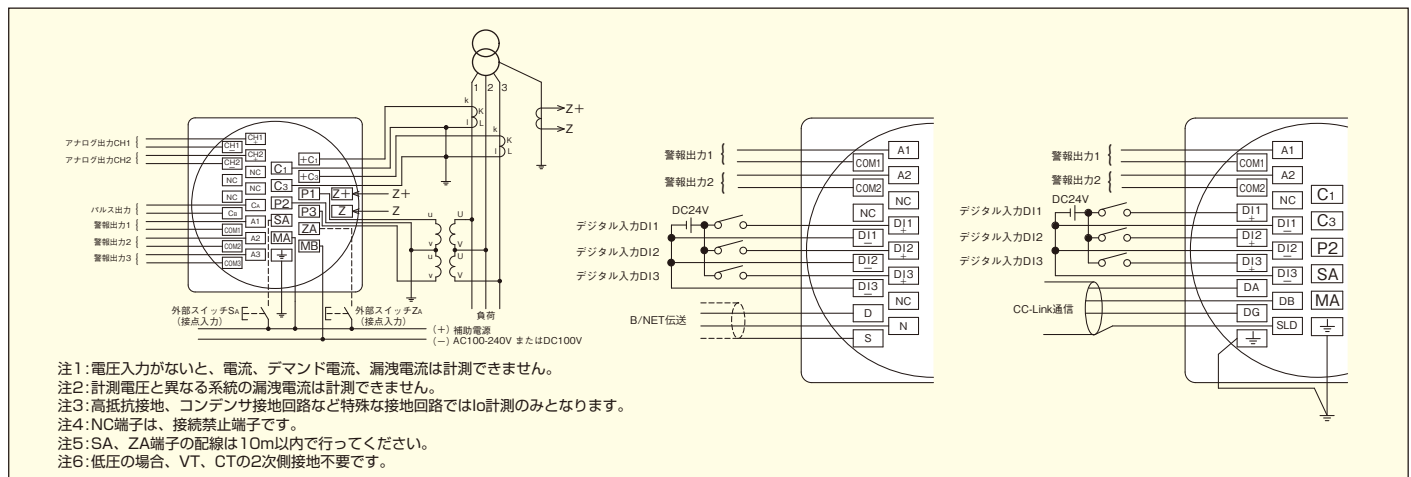 1 2 3
k
K
l
L
k
K
l
L
Z+
Z
アナログ出力CH1
アナログ出力CH2
パルス出力
警報出力1
警報出力2
警報出力3
CH1
+
CH1
−
CH2
+
CH2
−
NC
NC
NC
NC
CA
CB
A1
COM1
A2
COM2
A3
COM3
+C1
C1
+C3
C3
P1
Z+
P2
Z
P3
SA
ZA
MA
MB
Z+
Z
u
U
v
V
u
U
v
V
外部スイッチSA
(接点入力)
外部スイッチZA
(接点入力)
負荷
(+) 補助電源
(−) AC100-240V またはDC100V
警報出力1
警報出力2
DC24V
デジタル入力DI1
デジタル入力DI2
デジタル入力DI3
B/NET伝送
A1
COM1
A2
COM2
NC
DI1
+
DI1
−
DI2
+
DI2
−
DI3
+
DI3
−
NC
D
N
S
警報出力1
警報出力2
DC24V
デジタル入力DI1
デジタル入力DI2
デジタル入力DI3
CC-Link通信
A1
COM1
A2
COM2
NC
DI1
+
DI1
−
DI2
+
DI2
−
DI3
+
DI3
−
DA
DB
DG
SLD
C1
C3
P2
SA
MA
注1:電圧入力がないと、電流、デマンド電流、漏洩電流は計測できません。
注2:計測電圧と異なる系統の漏洩電流は計測できません。
注3:高抵抗接地、コンデンサ接地回路など特殊な接地回路ではIo計測のみとなります。
注4:NC端子は、接続禁止端子です。
注5:SA、ZA端子の配線は10m以内で行ってください。
注6:低圧の場合、VT、CTの2次側接地不要です。